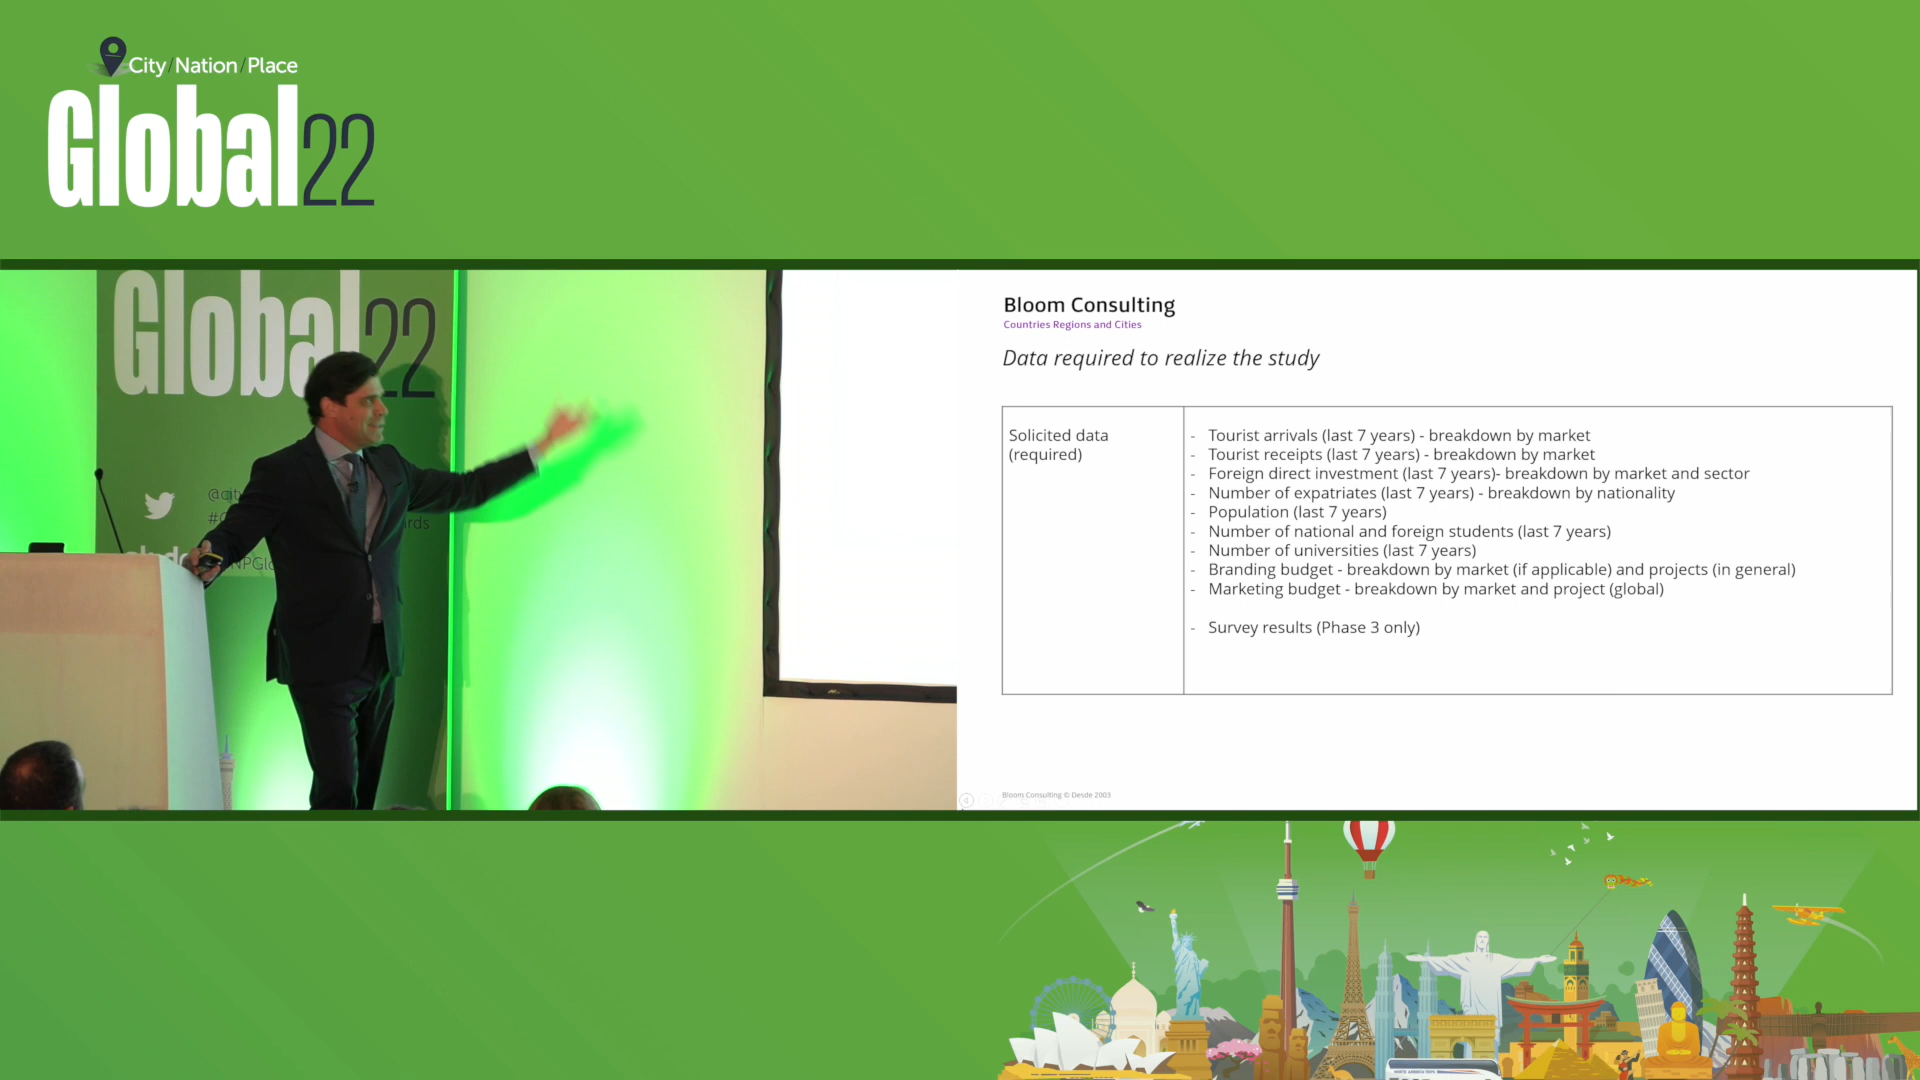 City/Nation/Place
Global22
Global22
Bloom Consulting
Countries Regions and Cities
Data required to realize the study
Solicited data
(required)
- Tourist arrivals (last 7 years) - breakdown by market
- Tourist receipts (last 7 years) - breakdown by market
- Foreign direct investment (last 7 years)- breakdown by market and sector
- Number of expatriates (last 7 years) - breakdown by nationality
- Population (last 7 years)
- Number of national and foreign students (last 7 years)
- Number of universities (last 7 years)
- Branding budget - breakdown by market (if applicable) and projects (in general)
- Marketing budget - breakdown by market and project (global)
- Survey results (Phase 3 only)
Bloom Consulting © Desde 2003